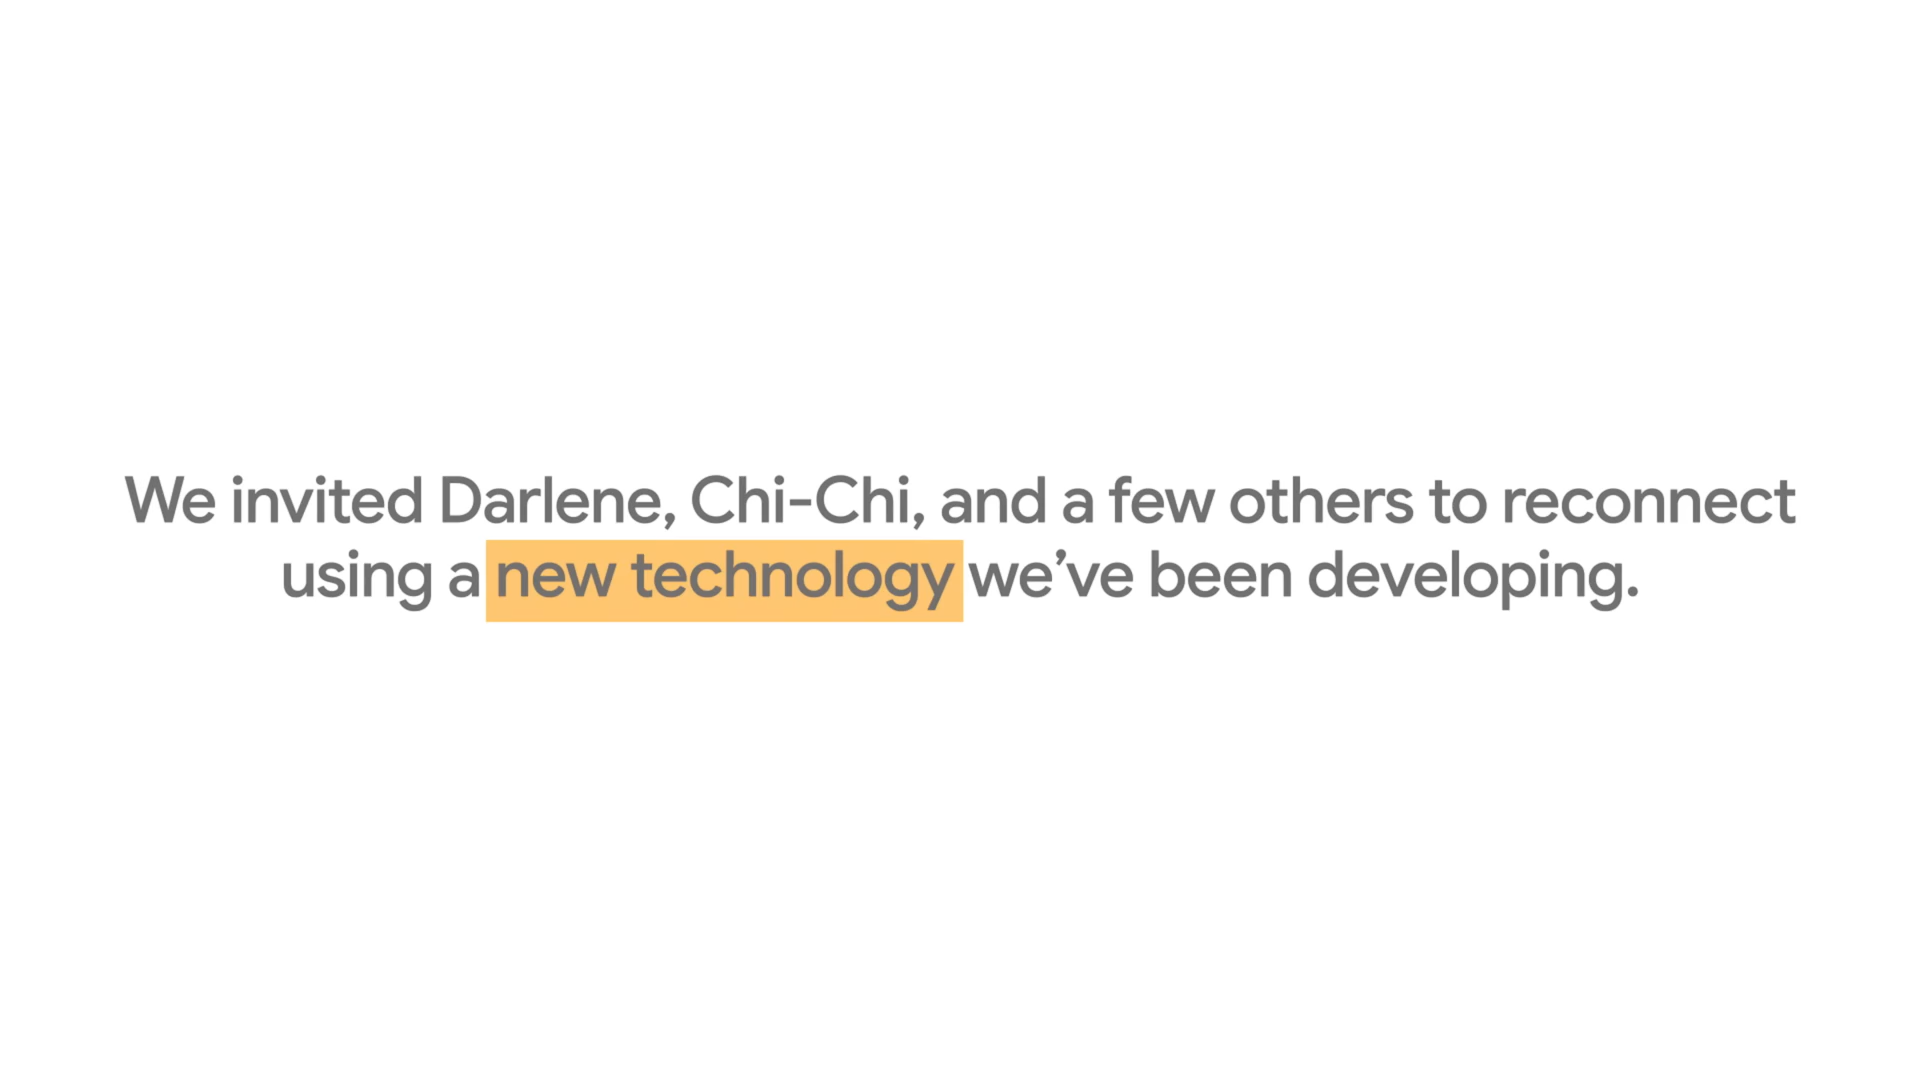 We invited Darlene, Chi-Chi, and a few others to reconnect
using a new technology we’ve been developing.